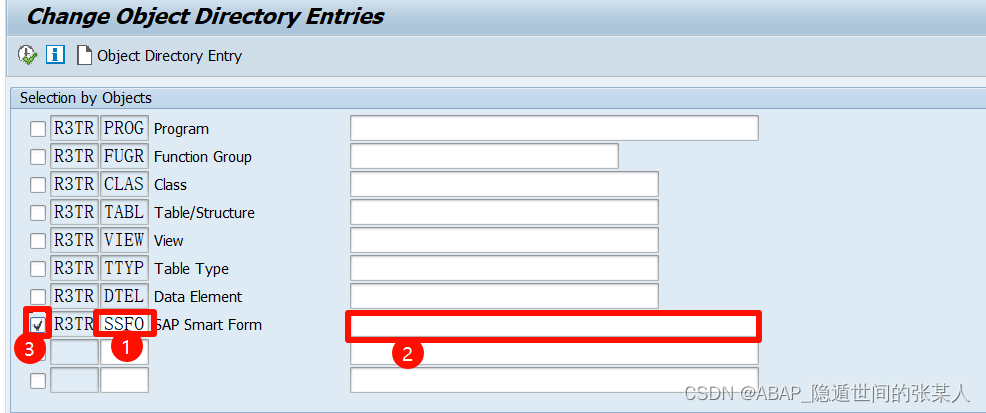 Change Object Directory Entries
Object Directory Entry
Selection by Objects
R3TR PROG Program
R3TR FUGR Function Group
R3TR CLAS Class
R3TR TABL Table/Structure
R3TR VIEW View
R3TR TTYP Table Type
R3TR DTEL Data Element
R3TR SSFO SAP Smart Form
3 1 2
CSDN @ABAP_隐遁世间的张某人